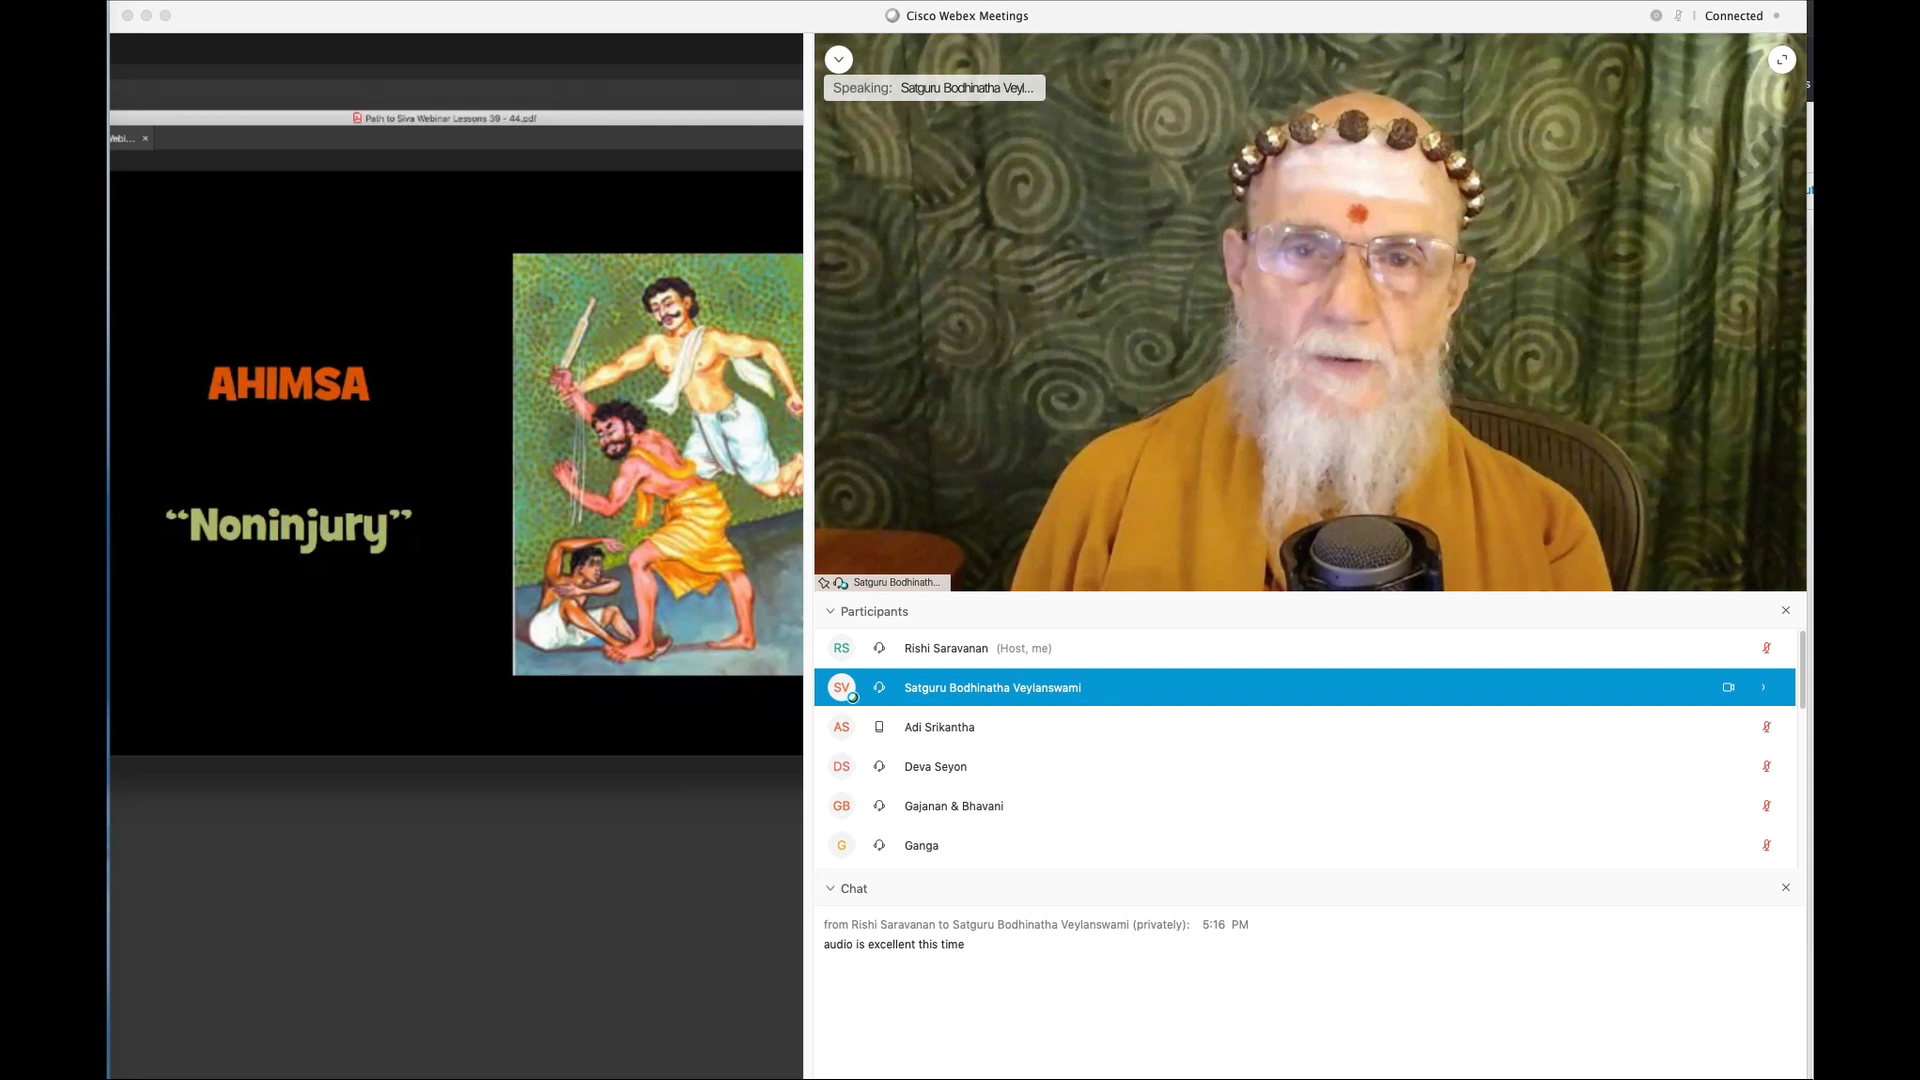 Cisco Webex Meetings
Connected
Path to Siva Webinar Lessons 39 - 44.pdf
AHIMSA
“Noninjury”
Speaking: Satguru Bodhinatha Veyl...
Satguru Bodhinath...
Participants
RS Rishi Saravanan (Host, me)
SV Satguru Bodhinatha Veylanswami
AS Adi Srikantha
DS Deva Seyon
GB Gajanan & Bhavani
G Ganga
Chat
from Rishi Saravanan to Satguru Bodhinatha Veylanswami (privately): 5:16 PM
audio is excellent this time